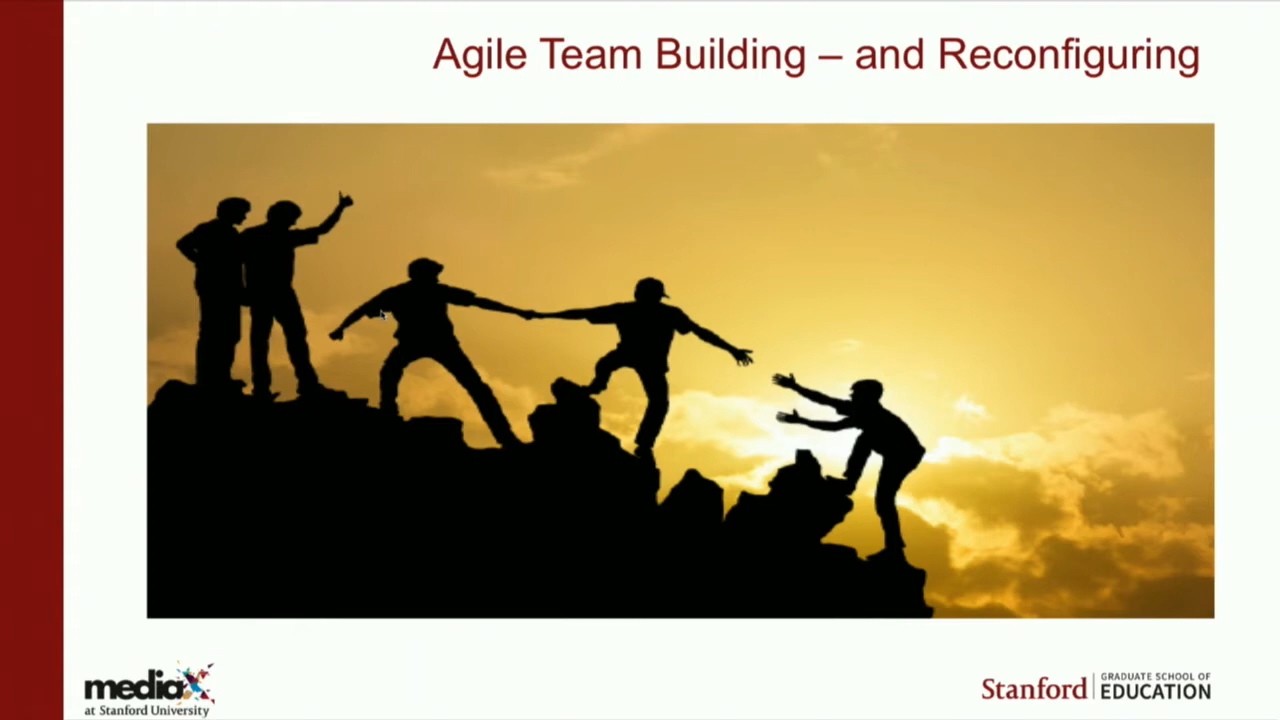 Agile Team Building – and Reconfiguring
mediaX
at Stanford University
Stanford
GRADUATE SCHOOL OF
EDUCATION